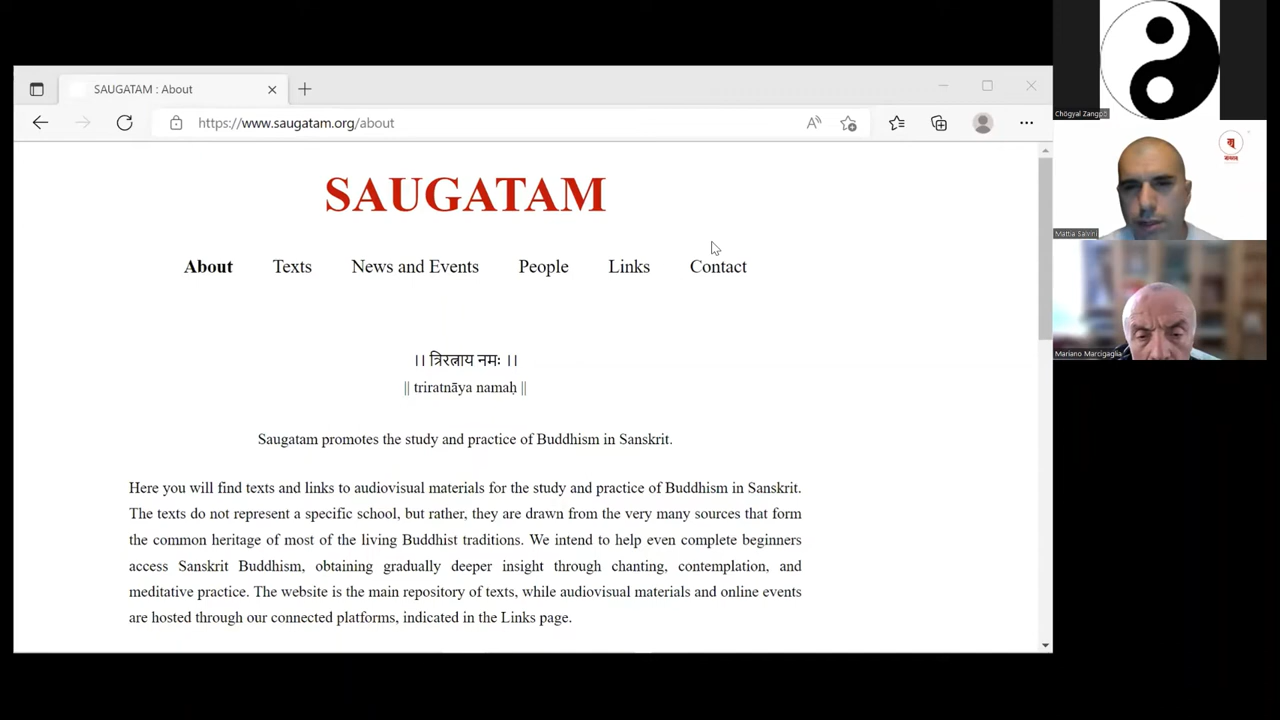 SAUGATAM : About
https://www.saugatam.org/about
SAUGATAM
About Texts News and Events People Links Contact
।। त्रिरत्नाय नमः ।।
|| triratnāya namaḥ ||
Saugatam promotes the study and practice of Buddhism in Sanskrit.
Here you will find texts and links to audiovisual materials for the study and practice of Buddhism in Sanskrit.
The texts do not represent a specific school, but rather, they are drawn from the very many sources that form
the common heritage of most of the living Buddhist traditions. We intend to help even complete beginners
access Sanskrit Buddhism, obtaining gradually deeper insight through chanting, contemplation, and
meditative practice. The website is the main repository of texts, while audiovisual materials and online events
are hosted through our connected platforms, indicated in the Links page.
Chögyal Zangpo
Mattia Salvini
Mariano Marcigaglia